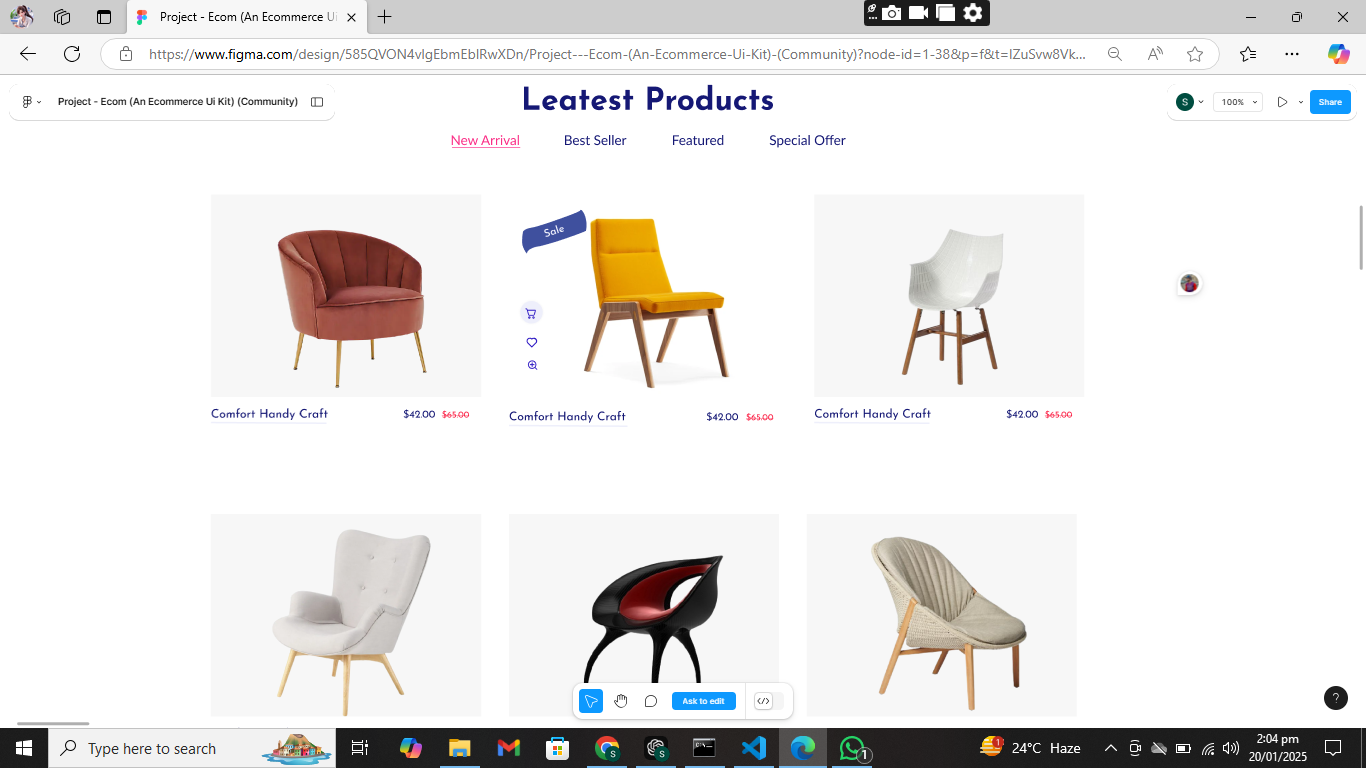 Project - Ecom (An Ecommerce Ui
https://www.figma.com/design/585QVON4vIgEbmEbIRwXDn/Project---Ecom-(An-Ecommerce-Ui-Kit)-(Community)?node-id=1-38&p=f&t=IZuSvw8Vk...
Project - Ecom (An Ecommerce Ui Kit) (Community)
S
100%
Share
Leatest Products
New Arrival
Best Seller
Featured
Special Offer
Sale
Comfort Handy Craft
$42.00 $65.00
Comfort Handy Craft
$42.00 $65.00
Comfort Handy Craft
$42.00 $65.00
Ask to edit
?
Type here to search
S
S
1
1
24°C Haze
2:04 pm
20/01/2025